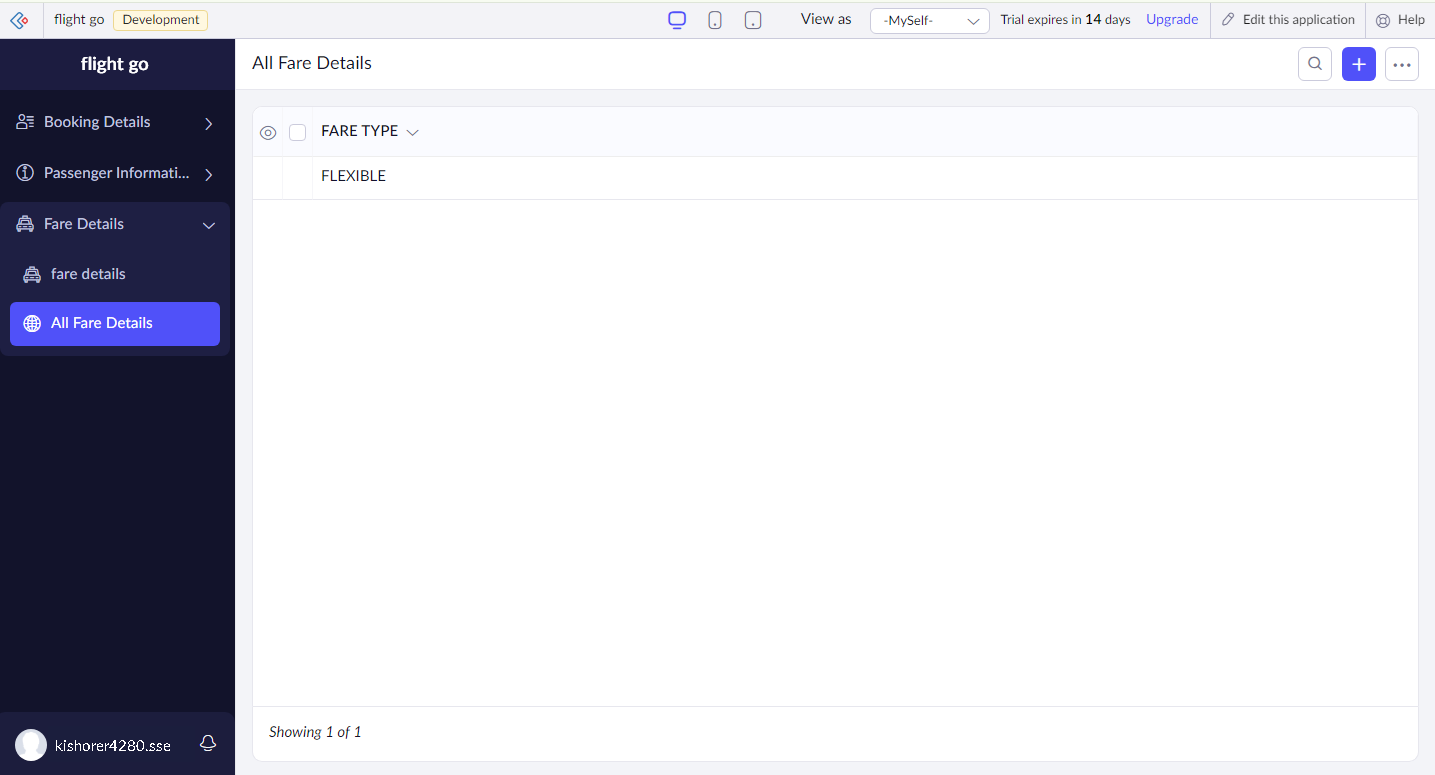 flight go Development View as -MySelf- Trial expires in 14 days Upgrade Edit this application Help
flight go
All Fare Details
Booking Details
Passenger Informati...
Fare Details
fare details
All Fare Details
FARE TYPE
FLEXIBLE
Showing 1 of 1
kishorer4280.sse